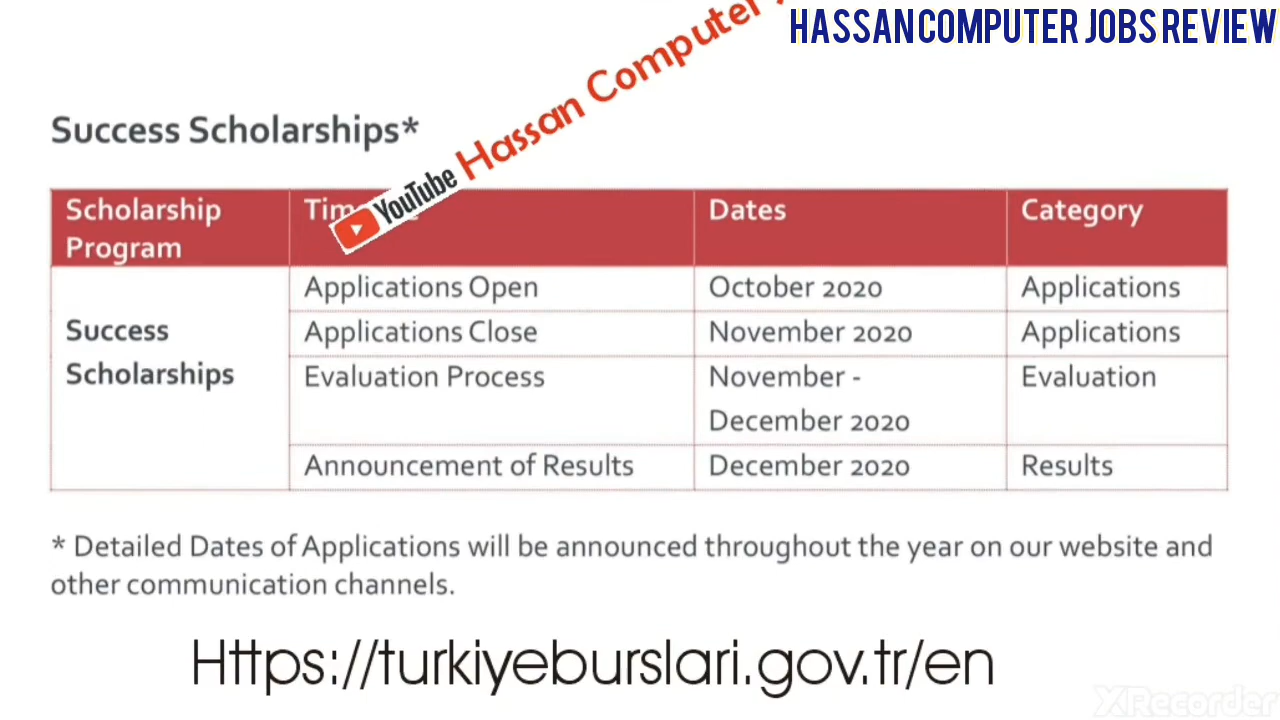 HASSAN COMPUTER JOBS REVIEW
YouTube Hassan Computer
Success Scholarships*
Scholarship Program
Dates
Category
Success Scholarships
Applications Open
October 2020
Applications
Applications Close
November 2020
Applications
Evaluation Process
November -
December 2020
Evaluation
Announcement of Results
December 2020
Results
* Detailed Dates of Applications will be announced throughout the year on our website and
other communication channels.
Https://turkiyeburslari.gov.tr/en
XRecorder